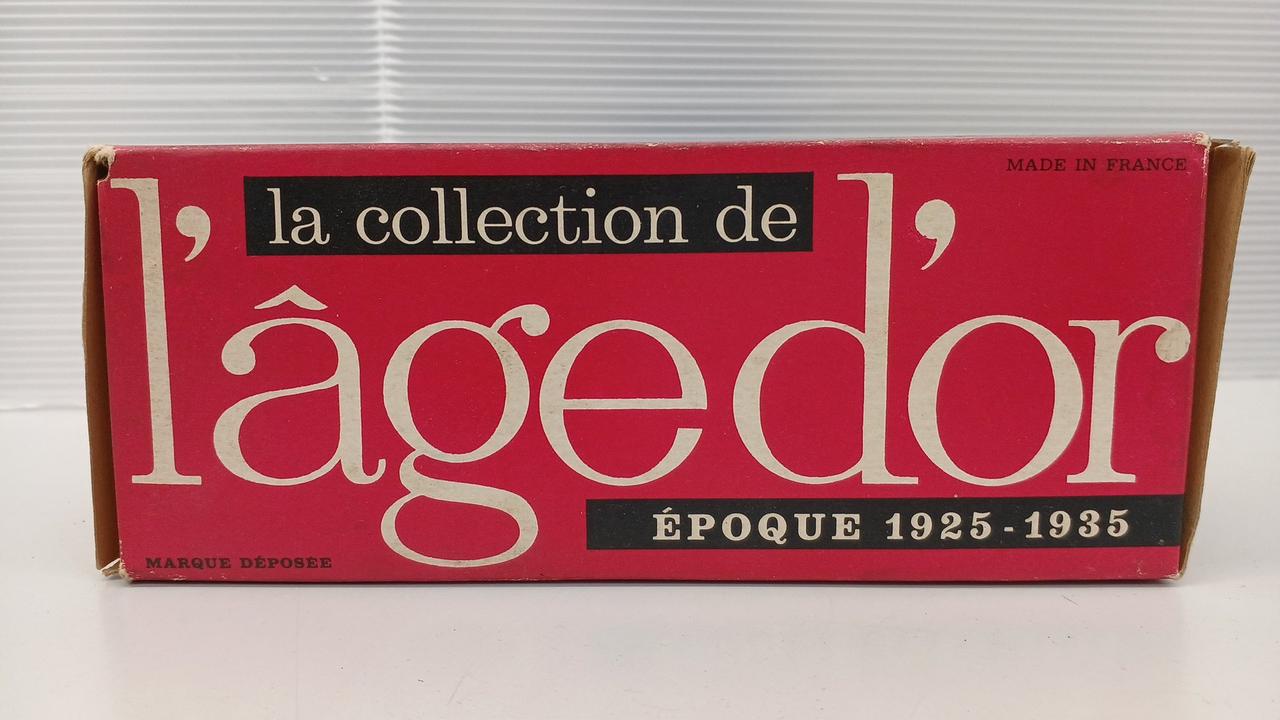 MADE IN FRANCE
la collection de
l'âge d'or
ÉPOQUE 1925-1935
MARQUE DÉPOSÉE